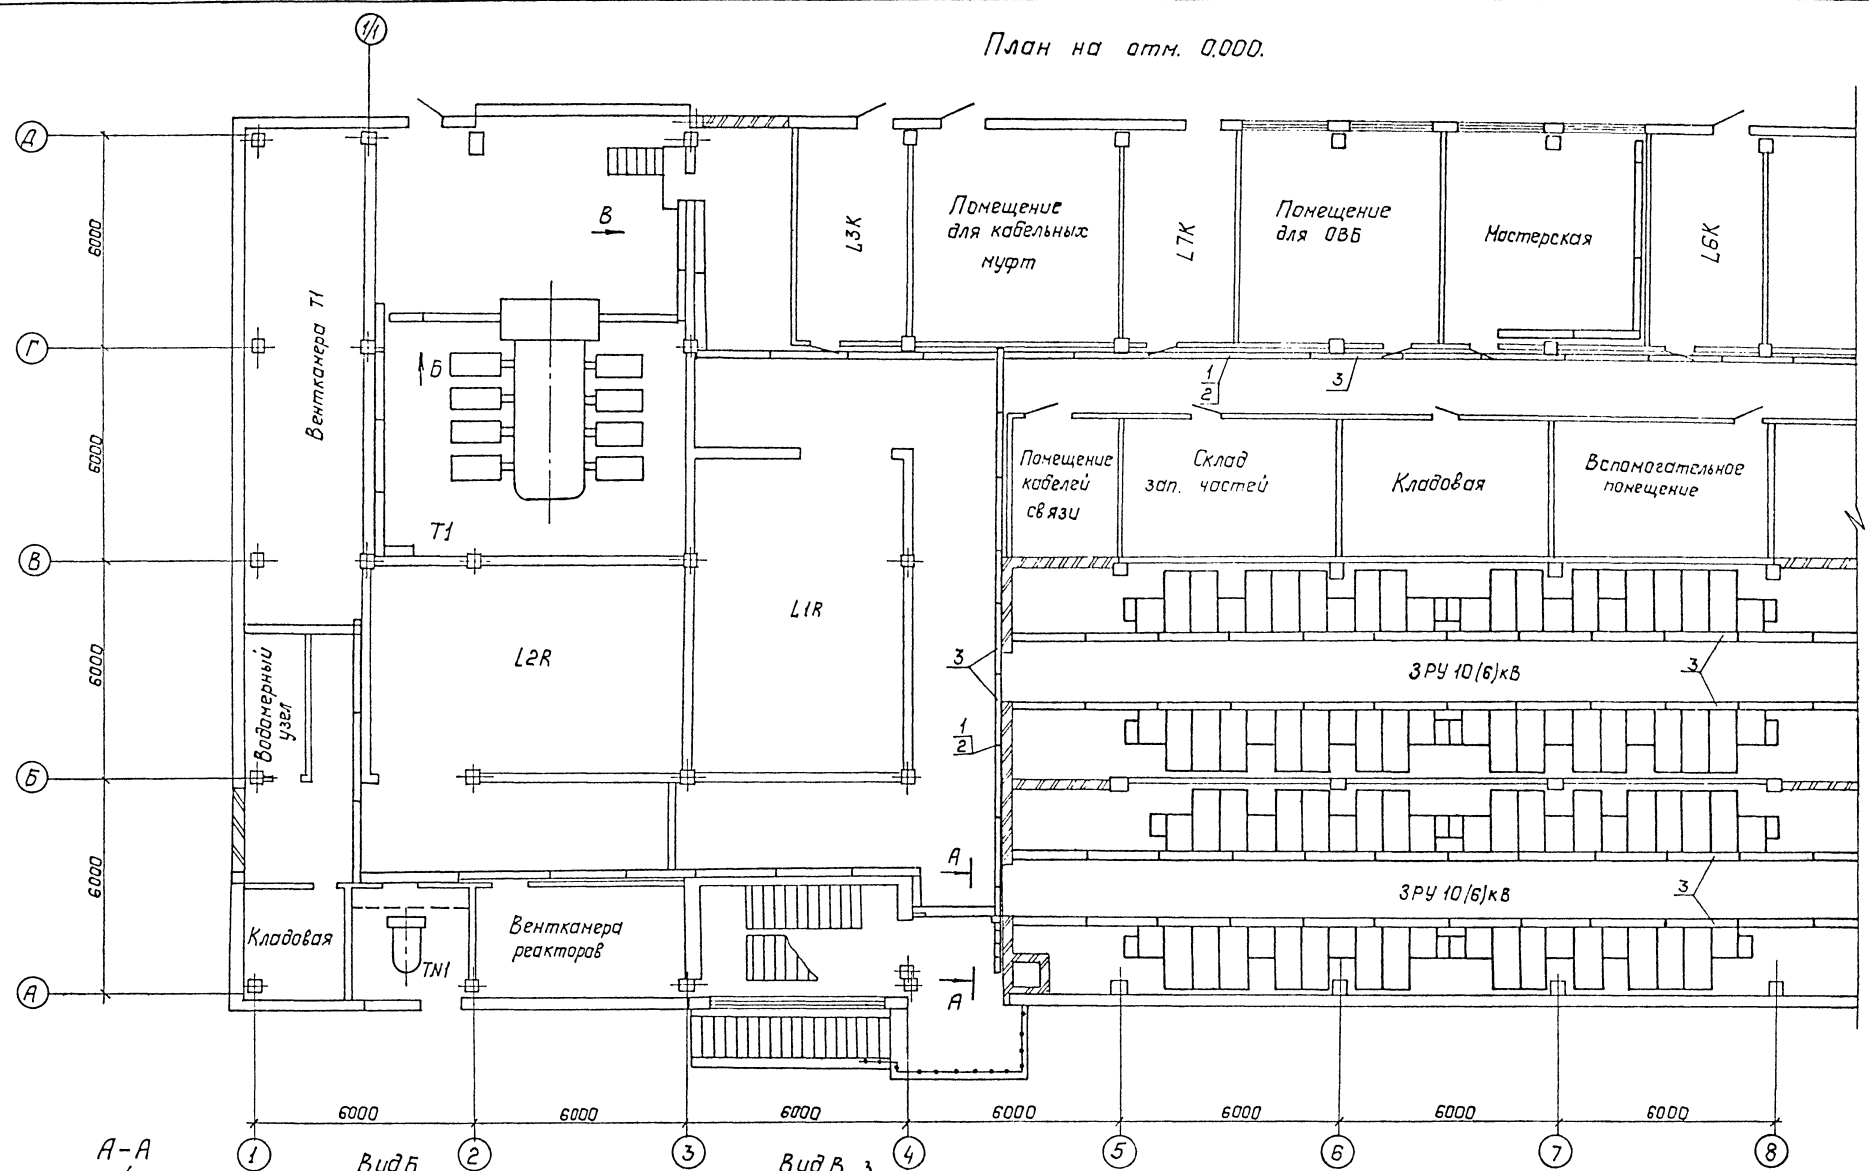 1/1
План на отм. 0.000.
Д
6000
Г
6000
В
6000
Б
6000
А
Венткамера Т1
В
Б
Т1
L3К
Помещение
для кабельных
муфт
L7К
Помещение
для ОВБ
Мастерская
L6К
1
2
3
Помещение
кабелей
связи
Склад
зап. частей
Кладовая
Вспомогательное
помещение
L2R
L1R
Водомерный
узел
3
1
2
ЗРУ 10(6)кВ
3
ЗРУ 10(6)кВ
3
А
А
Кладовая
TN1
Венткамера
реакторов
6000
6000
6000
6000
6000
6000
6000
1
2
3
4
5
6
7
8
А-А
Вид Б
Вид В
3